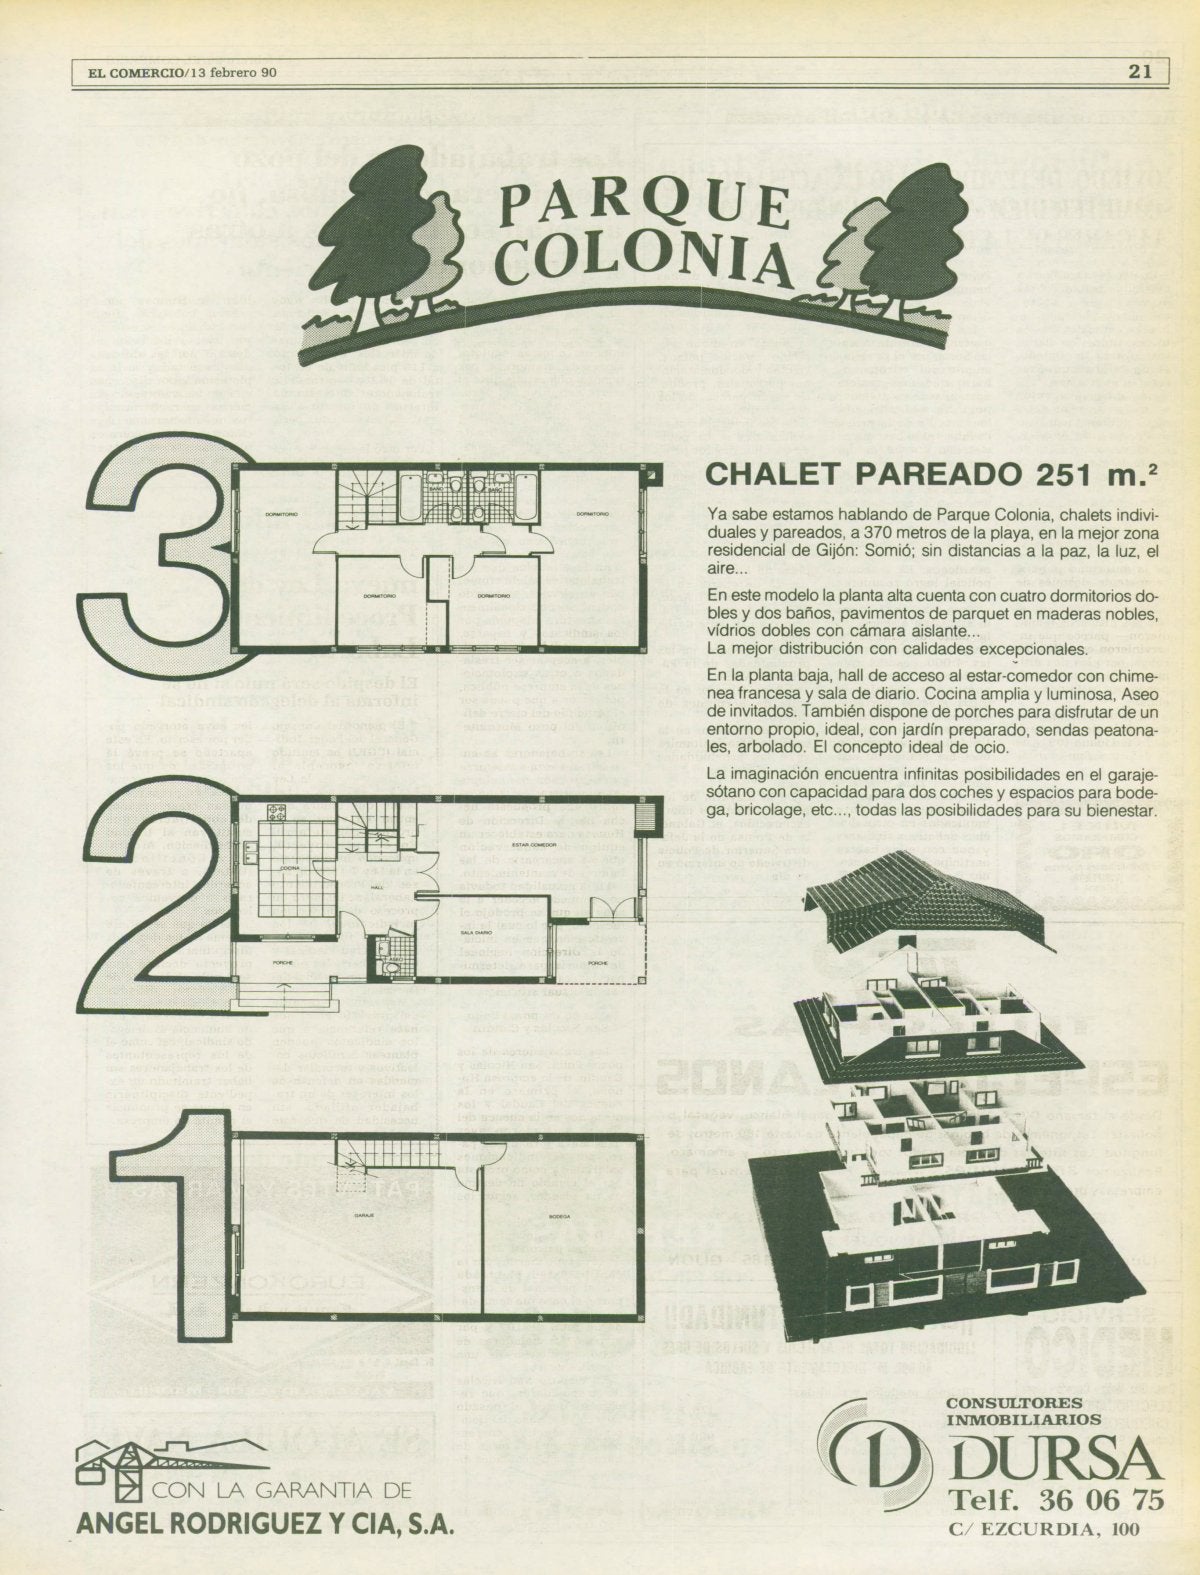 EL COMERCIO/13 febrero 90
21
PARQUE
COLONIA
3
DORMITORIO
BAÑO
BAÑO
DORMITORIO
DORMITORIO
DORMITORIO
CHALET PAREADO 251 m.²
Ya sabe estamos hablando de Parque Colonia, chalets indivi-
duales y pareados, a 370 metros de la playa, en la mejor zona
residencial de Gijón: Somió; sin distancias a la paz, la luz, el
aire...
En este modelo la planta alta cuenta con cuatro dormitorios do-
bles y dos baños, pavimentos de parquet en maderas nobles,
vídrios dobles con cámara aislante...
La mejor distribución con calidades excepcionales.
En la planta baja, hall de acceso al estar-comedor con chime-
nea francesa y sala de diario. Cocina amplia y luminosa, Aseo
de invitados. También dispone de porches para disfrutar de un
entorno propio, ideal, con jardín preparado, sendas peatona-
les, arbolado. El concepto ideal de ocio.
La imaginación encuentra infinitas posibilidades en el garaje-
sótano con capacidad para dos coches y espacios para bode-
ga, bricolage, etc..., todas las posibilidades para su bienestar.
2
COCINA
HALL
ESTAR COMEDOR
SALA DIARIO
ASEO
PORCHE
PORCHE
1
GARAJE
BODEGA
CON LA GARANTIA DE
ANGEL RODRIGUEZ Y CIA, S.A.
D
CONSULTORES
INMOBILIARIOS
DURSA
Telf. 36 06 75
C/ EZCURDIA, 100